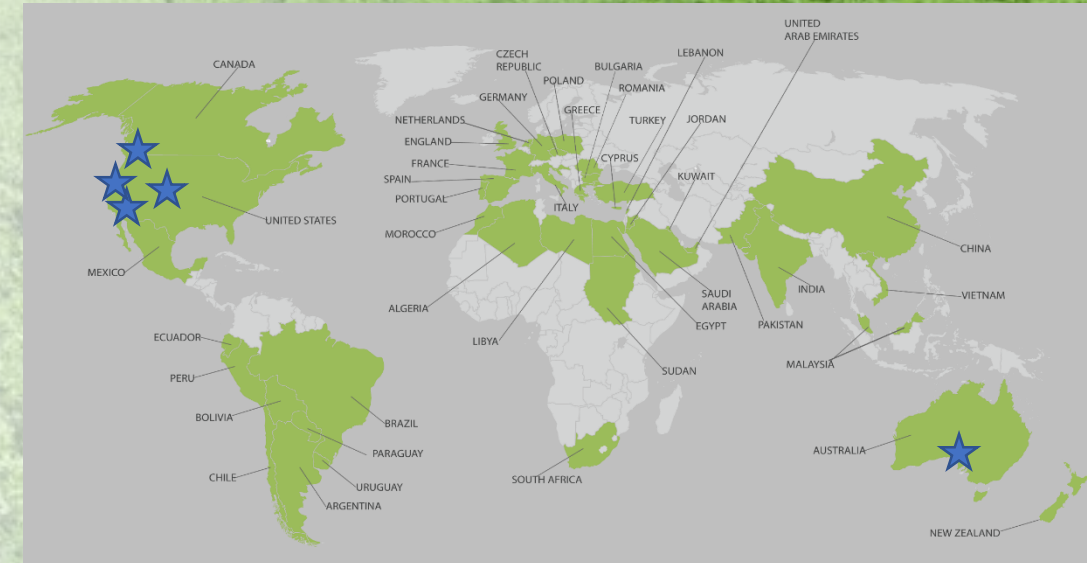 UNITED
ARAB EMIRATES
LEBANON
CZECH
REPUBLIC
BULGARIA
CANADA
POLAND
ROMANIA
GERMANY
GREECE
NETHERLANDS
TURKEY
JORDAN
ENGLAND
CYPRUS
FRANCE
KUWAIT
SPAIN
PORTUGAL
ITALY
UNITED STATES
MOROCCO
CHINA
MEXICO
INDIA
SAUDI
ARABIA
VIETNAM
ALGERIA
EGYPT
PAKISTAN
ECUADOR
LIBYA
MALAYSIA
SUDAN
PERU
BOLIVIA
BRAZIL
AUSTRALIA
PARAGUAY
CHILE
SOUTH AFRICA
URUGUAY
ARGENTINA
NEW ZEALAND